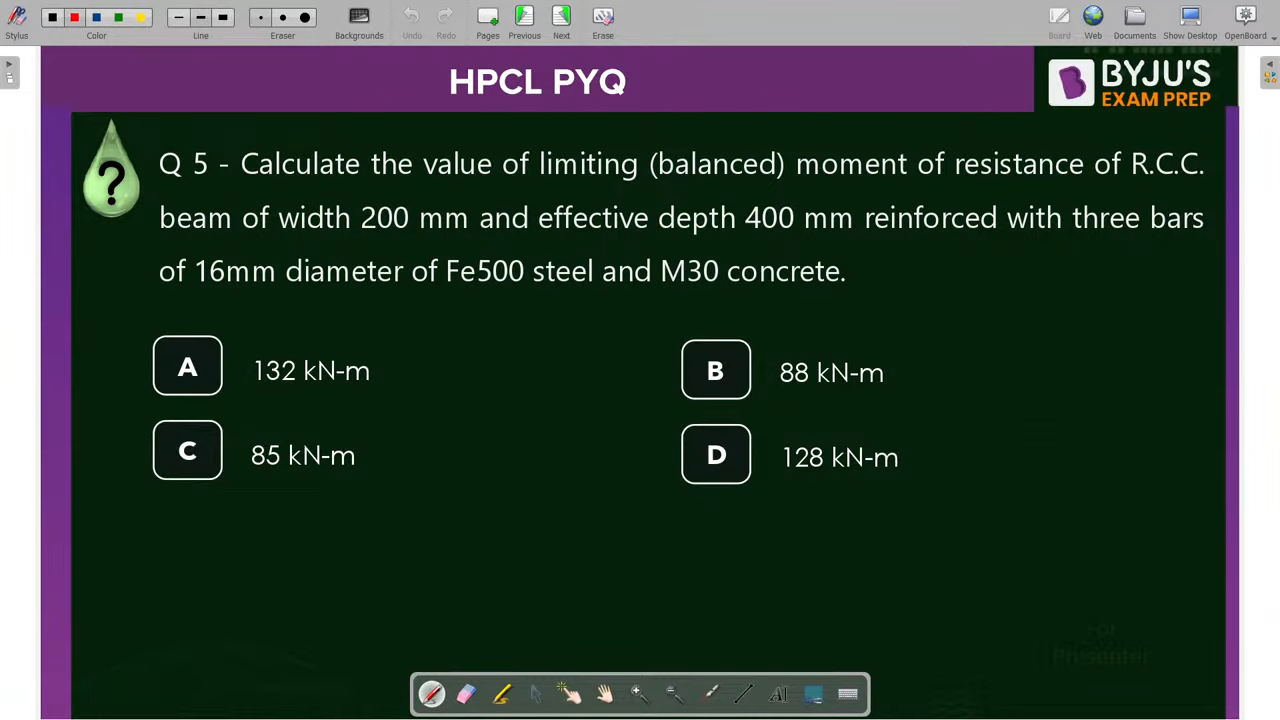 Stylus
Color
Line
Eraser
Backgrounds
Undo
Redo
Pages
Previous
Next
Erase
Board
Web
Documents
Show Desktop
OpenBoard
HPCL PYQ
BYJU'S
EXAM PREP
?
Q 5 - Calculate the value of limiting (balanced) moment of resistance of R.C.C.
beam of width 200 mm and effective depth 400 mm reinforced with three bars
of 16mm diameter of Fe500 steel and M30 concrete.
A 132 kN-m
B 88 kN-m
C 85 kN-m
D 128 kN-m
For
Presenter
AI